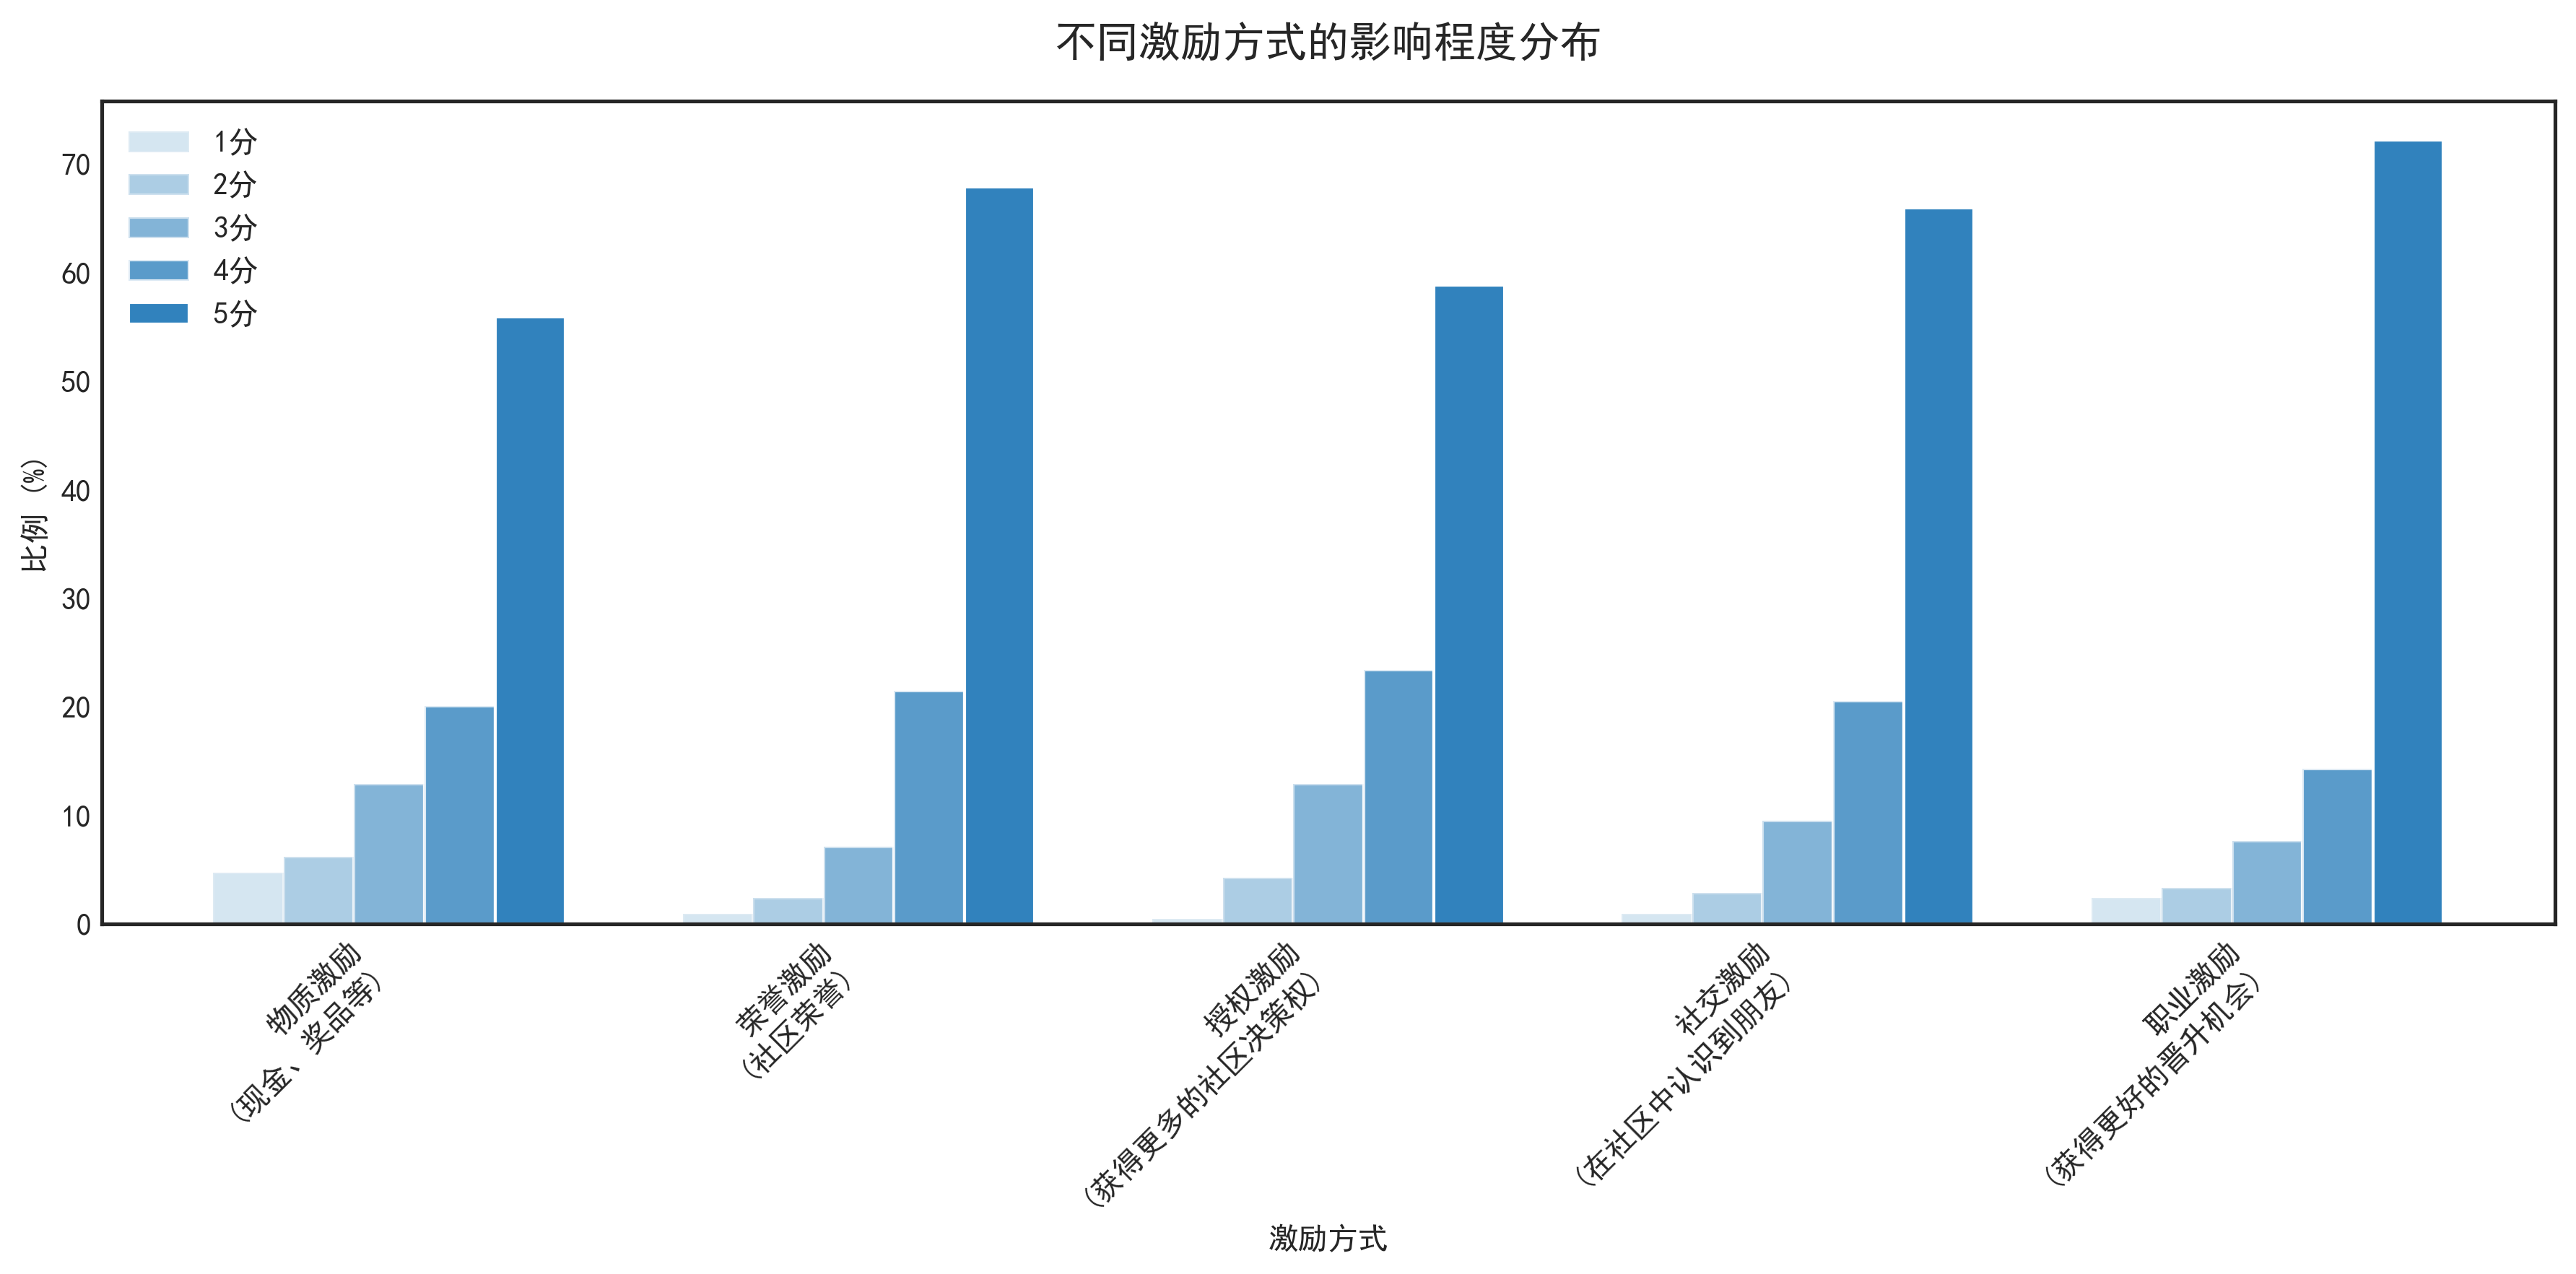 不同激励方式的影响程度分布
1分
2分
3分
4分
5分
比例 (%)
70
60
50
40
30
20
10
0
物质激励
(现金、奖品等)
荣誉激励
(社区荣誉)
授权激励
(获得更多的社区决策权)
社交激励
(在社区中认识到朋友)
职业激励
(获得更好的晋升机会)
激励方式